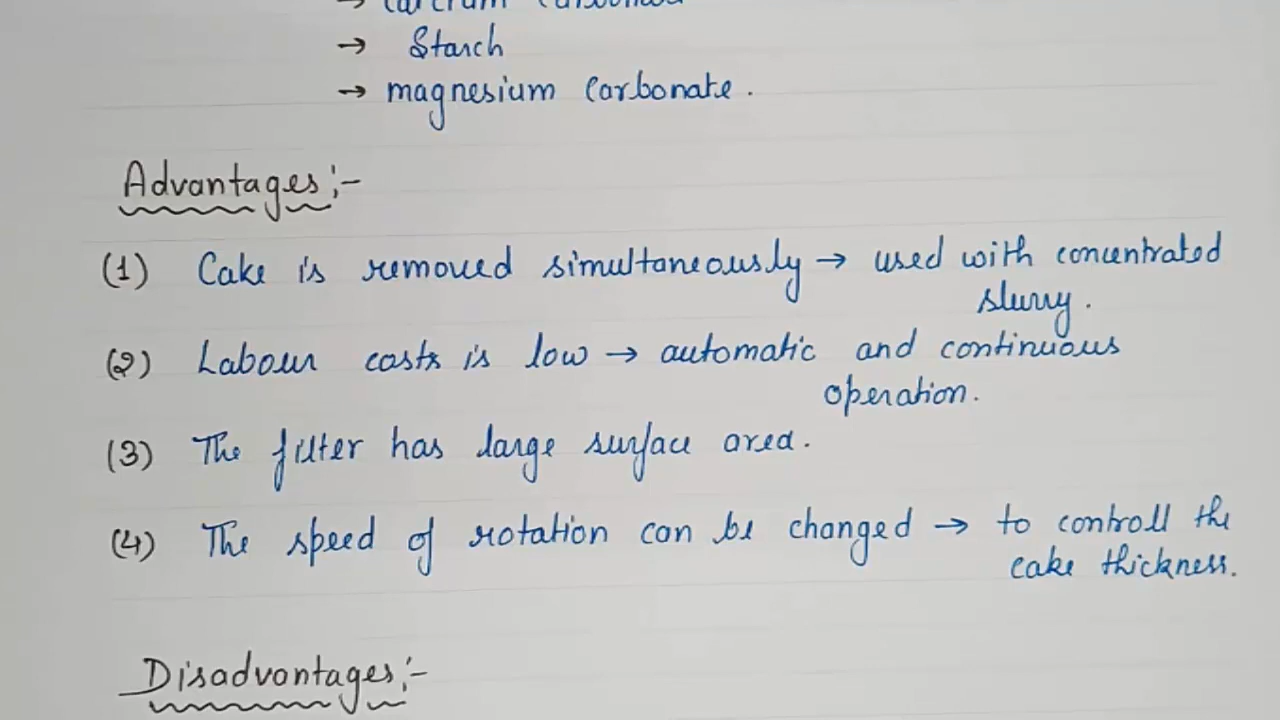 → Starch
→ magnesium Carbonate.
Advantages:-
(1) Cake is removed simultaneously → used with concentrated
slurry.
(2) Labour costs is low → automatic and continuous
operation.
(3) The filter has large surface area.
(4) The speed of rotation can be changed → to controll the
cake thickness.
Disadvantages:-